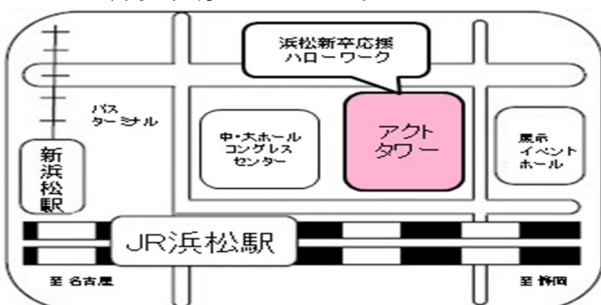 浜松新卒応援
ハローワーク
バス
ターミナル
中・大ホール
コングレス
センター
アクト
タワー
展示
イベント
ホール
新浜松駅
JR浜松駅
至 名古屋
至 静岡